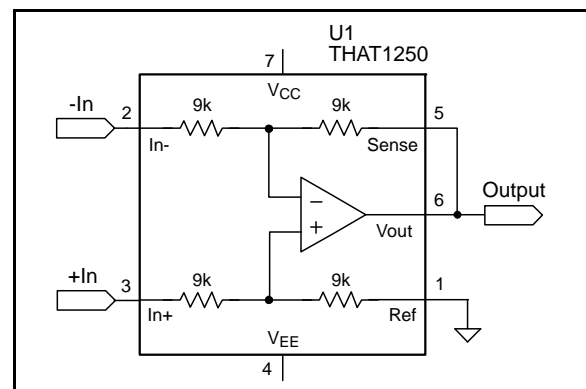 U1
THAT1250
7
VCC
-In
2
9k
9k
5
In-
Sense
Output
6
Vout
+In
3
9k
9k
1
In+
Ref
VEE
4